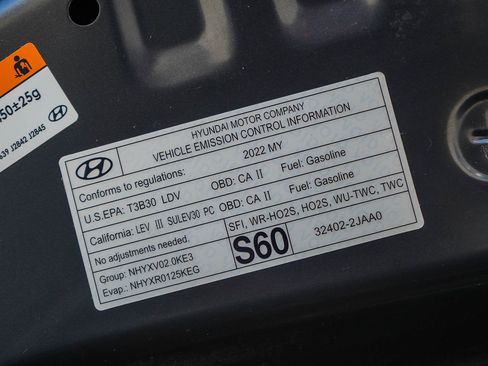 50±25g
639 J2842 J2845
HYUNDAI MOTOR COMPANY
VEHICLE EMISSION CONTROL INFORMATION
Conforms to regulations: 2022 MY
U.S.EPA: T3B30 LDV OBD: CA II Fuel: Gasoline
California: LEV III SULEV30 PC OBD: CA II Fuel: Gasoline
No adjustments needed. SFI, WR-HO2S, HO2S, WU-TWC, TWC
Group: NHYXV02.0KE3
Evap.: NHYXR0125KEG
S60 32402-2JAA0